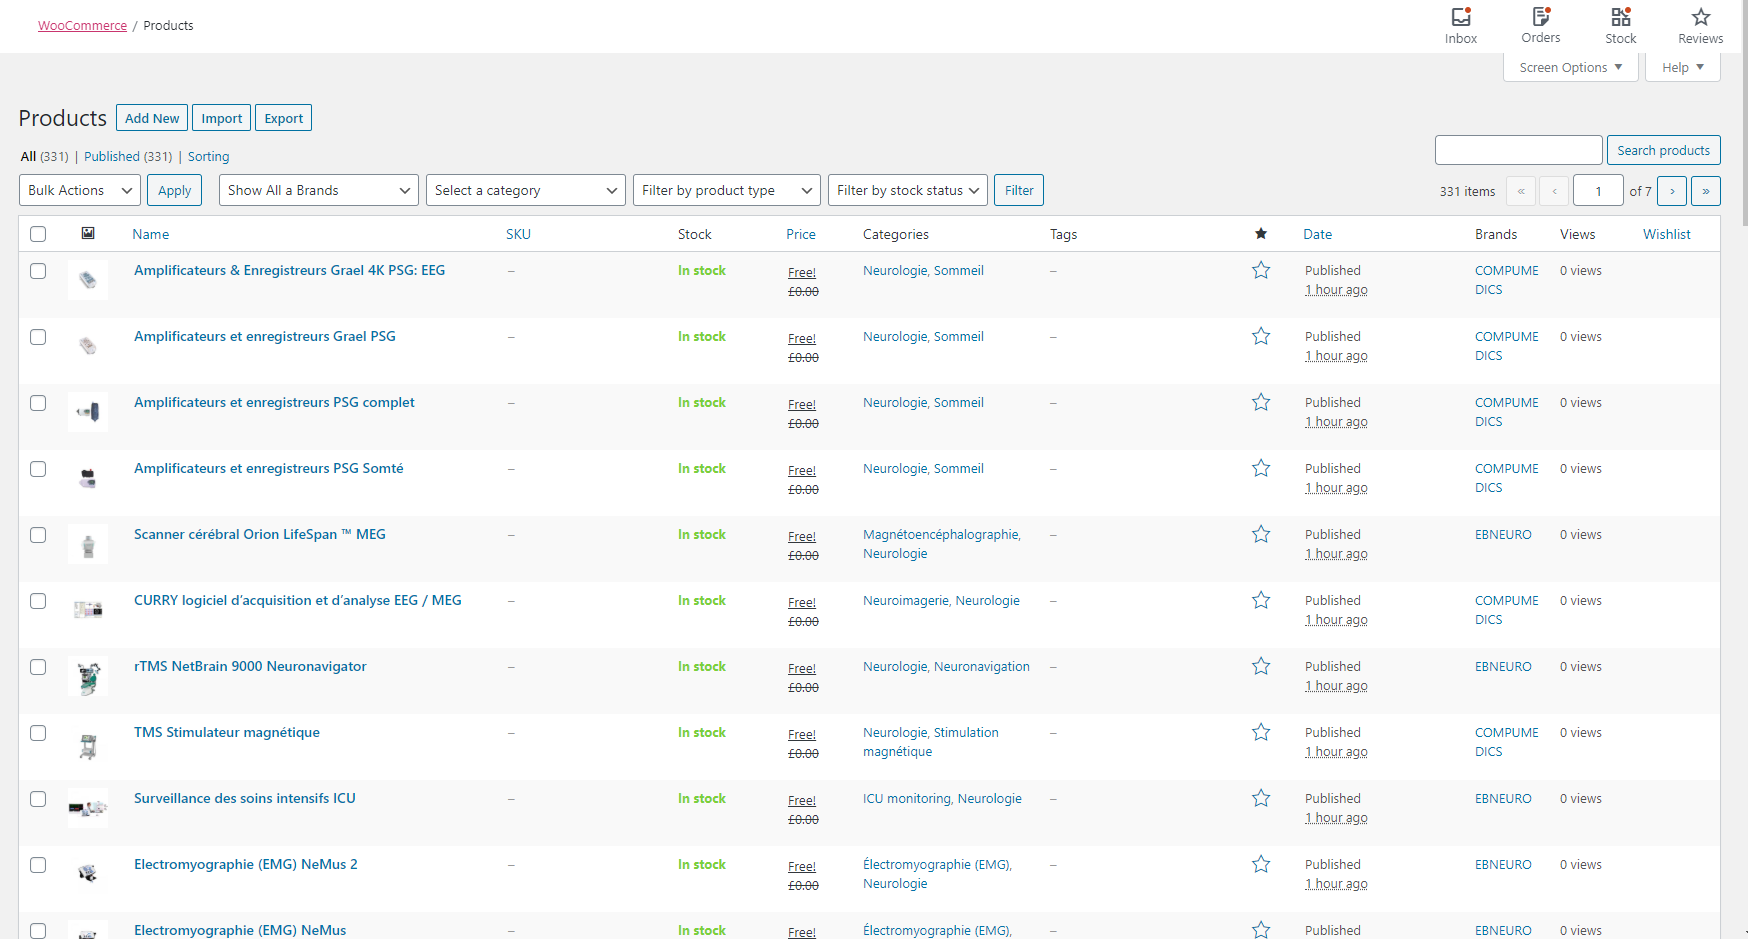 WooCommerce / Products
Inbox
Orders
Stock
Reviews
Screen Options
Help
Products
Add New
Import
Export
All (331) | Published (331) | Sorting
Search products
Bulk Actions
Apply
Show All a Brands
Select a category
Filter by product type
Filter by stock status
Filter
331 items
«
‹
1
of 7
›
»
Name
SKU
Stock
Price
Categories
Tags
Date
Brands
Views
Wishlist
Amplificateurs & Enregistreurs Grael 4K PSG: EEG
–
In stock
Free!
£0.00
Neurologie, Sommeil
–
Published
1 hour ago
COMPUME
DICS
0 views
Amplificateurs et enregistreurs Grael PSG
–
In stock
Free!
£0.00
Neurologie, Sommeil
–
Published
1 hour ago
COMPUME
DICS
0 views
Amplificateurs et enregistreurs PSG complet
–
In stock
Free!
£0.00
Neurologie, Sommeil
–
Published
1 hour ago
COMPUME
DICS
0 views
Amplificateurs et enregistreurs PSG Somté
–
In stock
Free!
£0.00
Neurologie, Sommeil
–
Published
1 hour ago
COMPUME
DICS
0 views
Scanner cérébral Orion LifeSpan ™ MEG
–
In stock
Free!
£0.00
Magnétoencéphalographie,
Neurologie
–
Published
1 hour ago
EBNEURO
0 views
CURRY logiciel d’acquisition et d’analyse EEG / MEG
–
In stock
Free!
£0.00
Neuroimagerie, Neurologie
–
Published
1 hour ago
COMPUME
DICS
0 views
rTMS NetBrain 9000 Neuronavigator
–
In stock
Free!
£0.00
Neurologie, Neuronavigation
–
Published
1 hour ago
EBNEURO
0 views
TMS Stimulateur magnétique
–
In stock
Free!
£0.00
Neurologie, Stimulation
magnétique
–
Published
1 hour ago
COMPUME
DICS
0 views
Surveillance des soins intensifs ICU
–
In stock
Free!
£0.00
ICU monitoring, Neurologie
–
Published
1 hour ago
EBNEURO
0 views
Electromyographie (EMG) NeMus 2
–
In stock
Free!
£0.00
Électromyographie (EMG),
Neurologie
–
Published
1 hour ago
EBNEURO
0 views
Electromyographie (EMG) NeMus
–
In stock
Free!
Électromyographie (EMG),
–
Published
EBNEURO
0 views